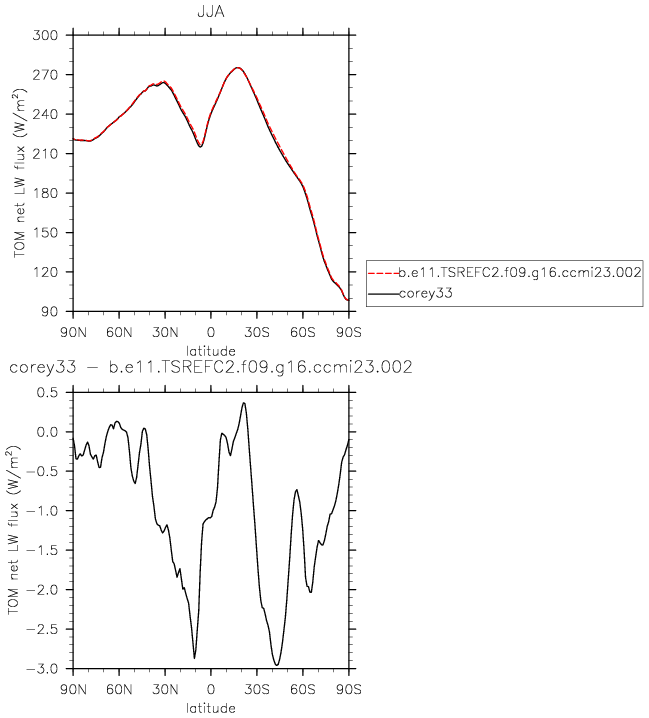 JJA
300
270
240
210
180
150
120
90
TOM net LW flux (W/m²)
90N 60N 30N 0 30S 60S 90S
latitude
b.e11.TSREFC2.f09.g16.ccmi23.002
corey33
corey33 – b.e11.TSREFC2.f09.g16.ccmi23.002
0.5
0.0
−0.5
−1.0
−1.5
−2.0
−2.5
−3.0
TOM net LW flux (W/m²)
90N 60N 30N 0 30S 60S 90S
latitude